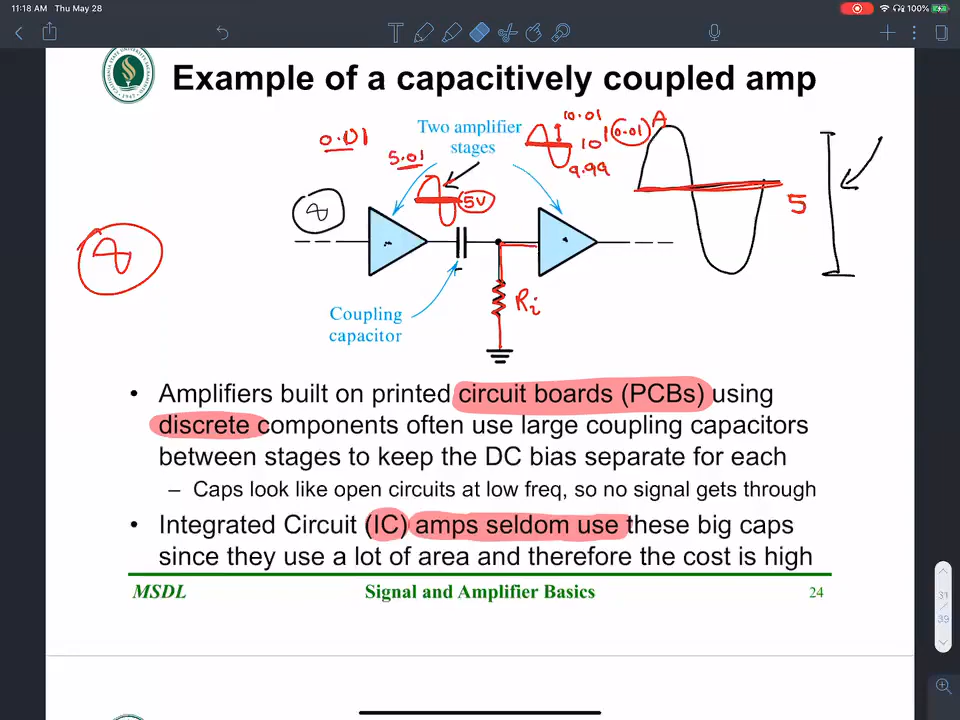 11:18 AM Thu May 28
100%
Example of a capacitively coupled amp
0.01
Two amplifier
stages
5.01
5V
10.01
10
1(0.01) A
9.99
5
Ri
Coupling
capacitor
• Amplifiers built on printed circuit boards (PCBs) using
discrete components often use large coupling capacitors
between stages to keep the DC bias separate for each
– Caps look like open circuits at low freq, so no signal gets through
• Integrated Circuit (IC) amps seldom use these big caps
since they use a lot of area and therefore the cost is high
MSDL Signal and Amplifier Basics 24
31
/
39